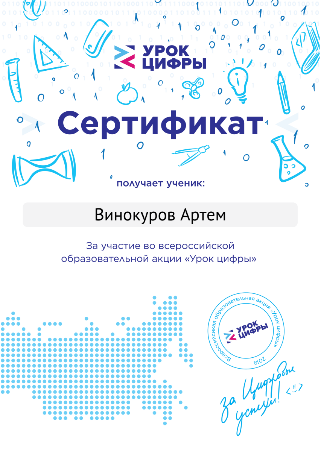 УРОК
ЦИФРЫ
Сертификат
получает ученик:
Винокуров Артем
За участие во всероссийской
образовательной акции «Урок цифры»
УРОК
ЦИФРЫ
за Цифровые
успехи!